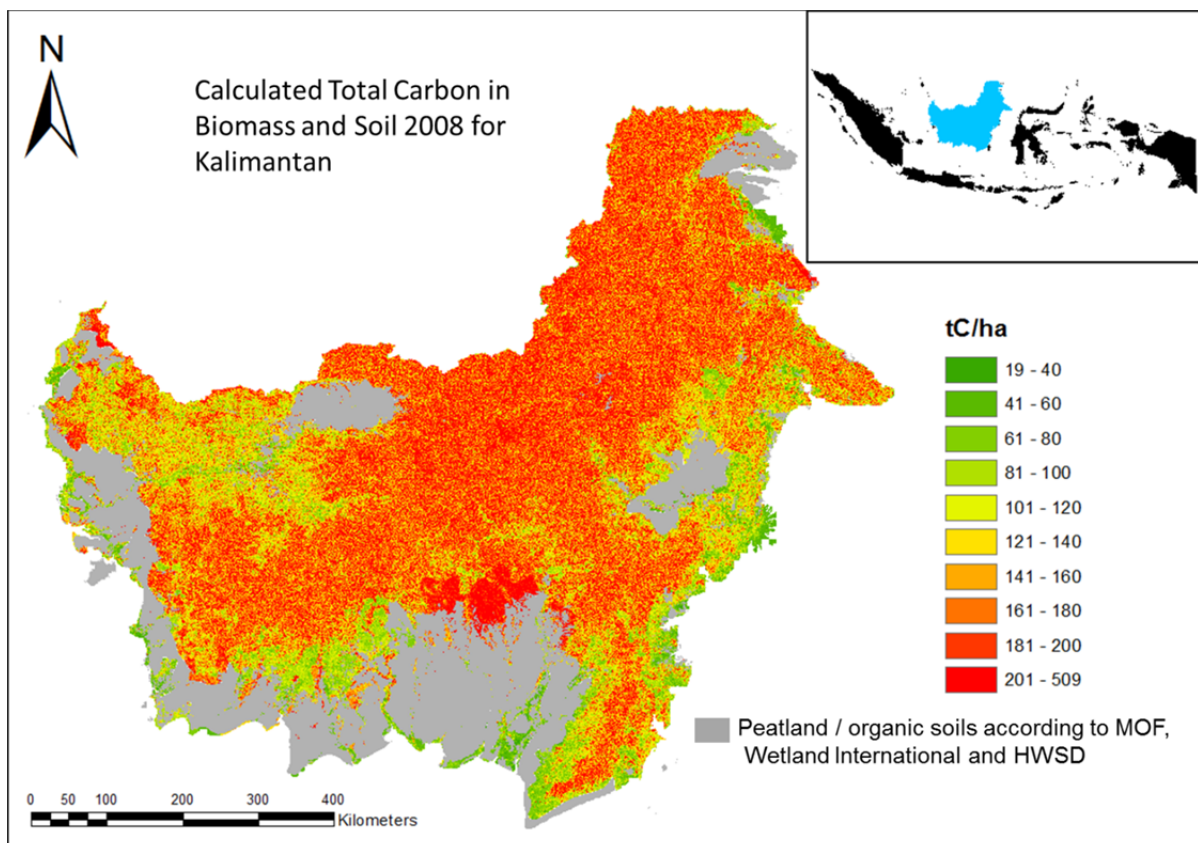 N
Calculated Total Carbon in
Biomass and Soil 2008 for
Kalimantan
tC/ha
19 - 40
41 - 60
61 - 80
81 - 100
101 - 120
121 - 140
141 - 160
161 - 180
181 - 200
201 - 509
Peatland / organic soils according to MOF,
Wetland International and HWSD
0 50 100 200 300 400
Kilometers